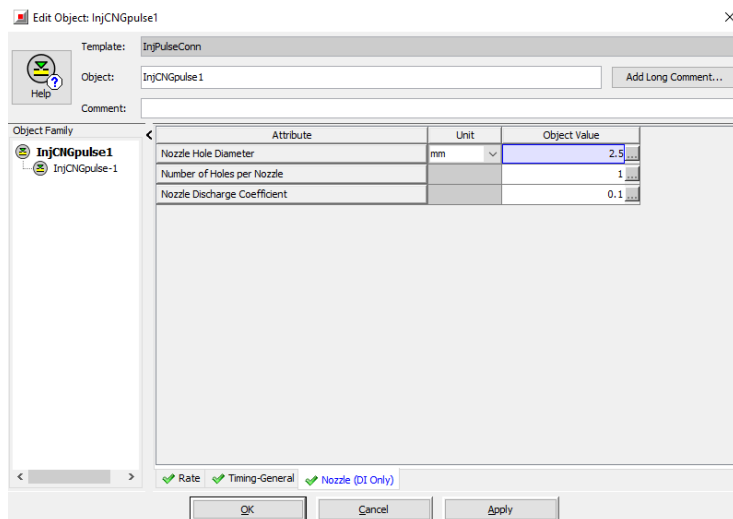 Edit Object: InjCNGpulse1
Template: InjPulseConn
Help
Object: InjCNGpulse1 Add Long Comment...
Comment:
Object Family
InjCNGpulse1
InjCNGpulse-1
Attribute Unit Object Value
Nozzle Hole Diameter mm 2.5 ...
Number of Holes per Nozzle 1 ...
Nozzle Discharge Coefficient 0.1 ...
Rate Timing-General Nozzle (DI Only)
OK Cancel Apply